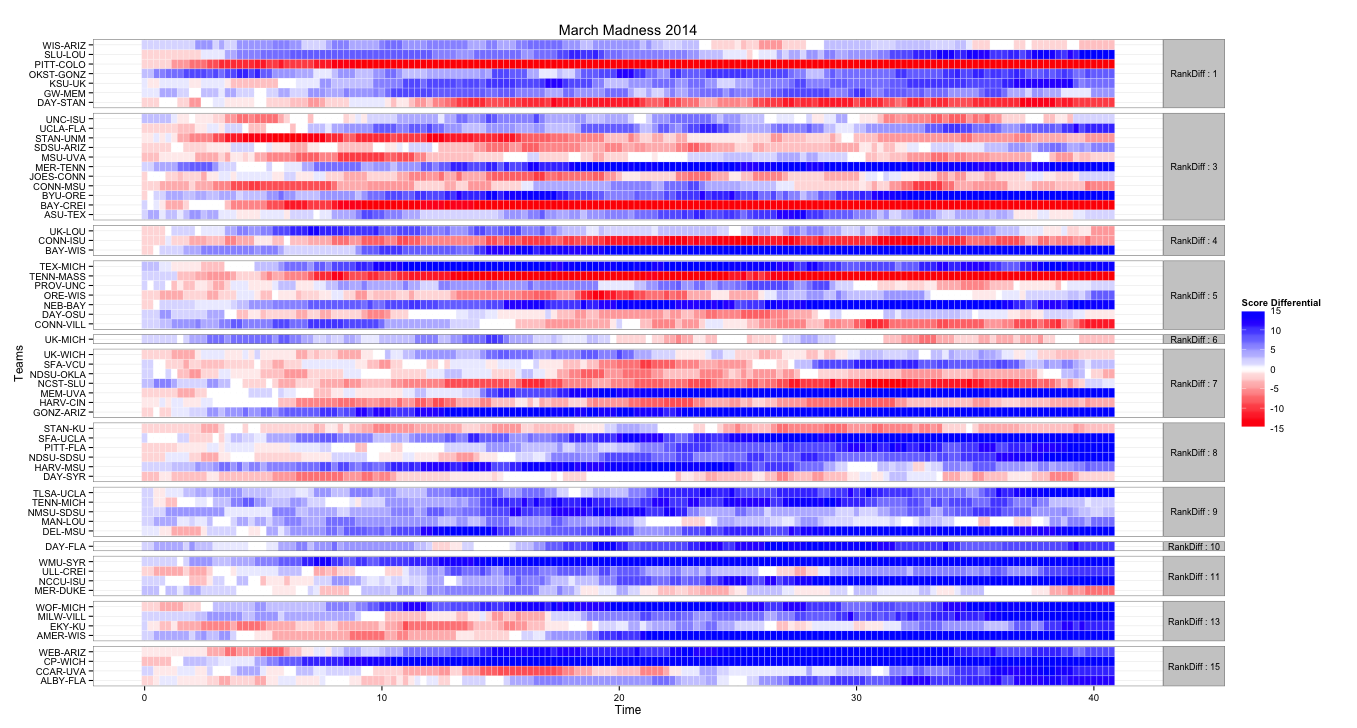 March Madness 2014
WIS-ARIZ
SLU-LOU
PITT-COLO
OKST-GONZ
KSU-UK
GW-MEM
DAY-STAN
RankDiff : 1
UNC-ISU
UCLA-FLA
STAN-UNM
SDSU-ARIZ
MSU-UVA
MER-TENN
JOES-CONN
CONN-MSU
BYU-ORE
BAY-CREI
ASU-TEX
RankDiff : 3
UK-LOU
CONN-ISU
BAY-WIS
RankDiff : 4
TEX-MICH
TENN-MASS
PROV-UNC
ORE-WIS
NEB-BAY
DAY-OSU
CONN-VILL
RankDiff : 5
UK-MICH
RankDiff : 6
UK-WICH
SFA-VCU
NDSU-OKLA
NCST-SLU
MEM-UVA
HARV-CIN
GONZ-ARIZ
RankDiff : 7
STAN-KU
SFA-UCLA
PITT-FLA
NDSU-SDSU
HARV-MSU
DAY-SYR
RankDiff : 8
TLSA-UCLA
TENN-MICH
NMSU-SDSU
MAN-LOU
DEL-MSU
RankDiff : 9
DAY-FLA
RankDiff : 10
WMU-SYR
ULL-CREI
NCCU-ISU
MER-DUKE
RankDiff : 11
WOF-MICH
MILW-VILL
EKY-KU
AMER-WIS
RankDiff : 13
WEB-ARIZ
CP-WICH
CCAR-UVA
ALBY-FLA
RankDiff : 15
Teams
0 10 20 30 40
Time
Score Differential
15
10
5
0
-5
-10
-15